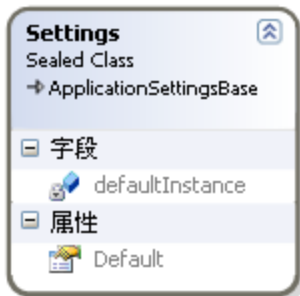 Settings
Sealed Class
ApplicationSettingsBase
字段
defaultInstance
属性
Default